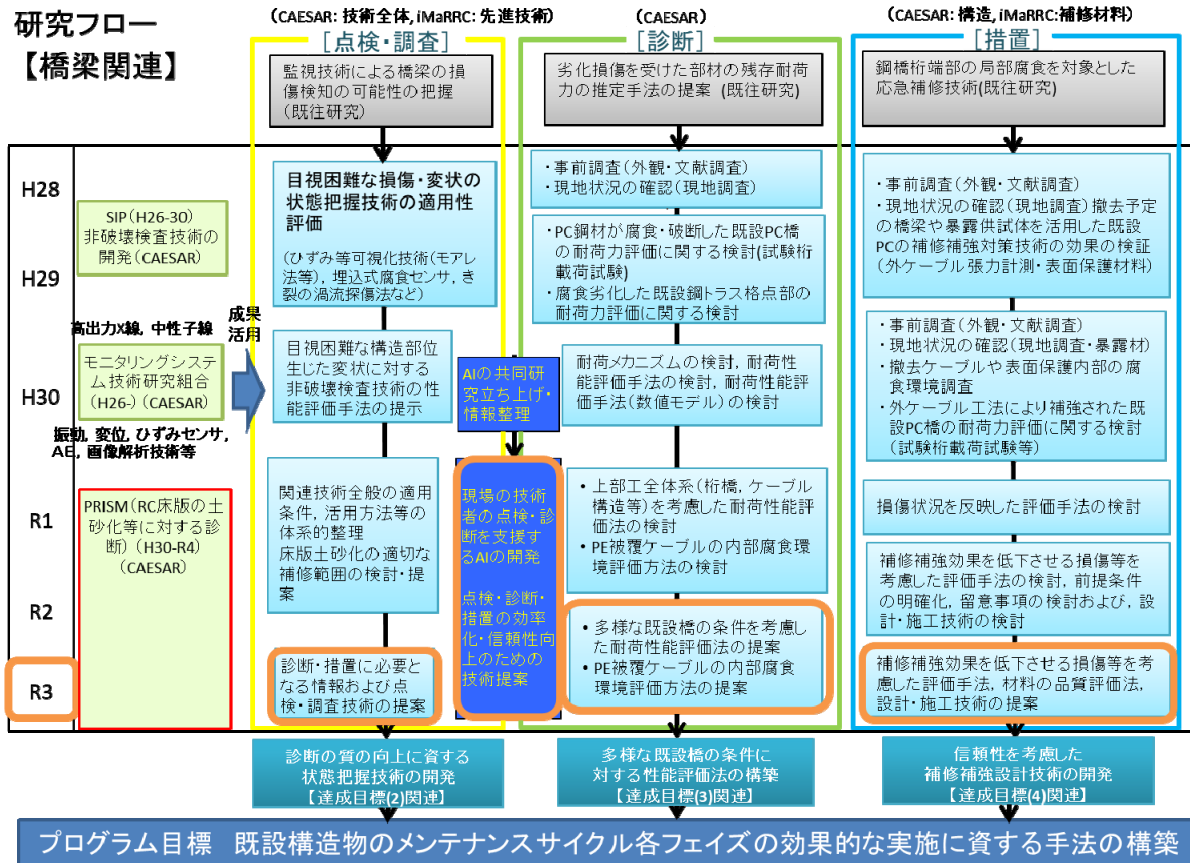 研究フロー
【橋梁関連】
(CAESAR: 技術全体, iMaRRC: 先進技術)
[点検・調査]
(CAESAR)
[診断]
(CAESAR: 構造, iMaRRC:補修材料)
[措置]
監視技術による橋梁の損
傷検知の可能性の把握
(既往研究)
劣化損傷を受けた部材の残存耐荷
力の推定手法の提案 (既往研究)
鋼橋桁端部の局部腐食を対象とした
応急補修技術(既往研究)
H28
H29
H30
R1
R2
R3
SIP(H26-30)
非破壊検査技術の
開発(CAESAR)
高出力X線, 中性子線
モニタリングシステ
ム技術研究組合
(H26-) (CAESAR)
振動, 変位, ひずみセンサ,
AE, 画像解析技術等
成果
活用
PRISM(RC床版の土
砂化等に対する診
断) (H30-R4)
(CAESAR)
目視困難な損傷・変状の
状態把握技術の適用性
評価
(ひずみ等可視化技術(モアレ
法等), 埋込式腐食センサ, き
裂の渦流探傷法など)
目視困難な構造部位
生じた変状に対する
非破壊検査技術の性
能評価手法の提示
関連技術全般の適用
条件, 活用方法等の
体系的整理
床版土砂化の適切な
補修範囲の検討・提
案
診断・措置に必要と
なる情報および点
検・調査技術の提案
AIの共同研
究立ち上げ・
情報整理
現場の技術
者の点検・診
断を支援す
るAIの開発
点検・診断・
措置の効率
化・信頼性向
上のための
技術提案
・事前調査(外観・文献調査)
・現地状況の確認(現地調査)
・PC鋼材が腐食・破断した既設PC橋
の耐荷力評価に関する検討(試験桁
載荷試験)
・腐食劣化した既設鋼トラス格点部の
耐荷力評価に関する検討
耐荷メカニズムの検討, 耐荷性
能評価手法の検討, 耐荷性能評
価手法(数値モデル)の検討
・上部工全体系(桁橋, ケーブル
構造等)を考慮した耐荷性能評
価法の検討
・PE被覆ケーブルの内部腐食環
境評価方法の検討
• 多様な既設橋の条件を考慮し
た耐荷性能評価法の提案
• PE被覆ケーブルの内部腐食
環境評価方法の提案
・事前調査(外観・文献調査)
・現地状況の確認(現地調査)撤去予定
の橋梁や暴露供試体を活用した既設
PCの補修補強対策技術の効果の検証
(外ケーブル張力計測・表面保護材料)
・事前調査(外観・文献調査)
・現地状況の確認(現地調査・暴露材)
・撤去ケーブルや表面保護内部の腐
食環境調査
・外ケーブル工法により補強された既
設PC橋の耐荷力評価に関する検討
(試験桁載荷試験等)
損傷状況を反映した評価手法の検討
補修補強効果を低下させる損傷等を
考慮した評価手法の検討, 前提条件
の明確化, 留意事項の検討および, 設
計・施工技術の検討
補修補強効果を低下させる損傷等を考
慮した評価手法, 材料の品質評価法,
設計・施工技術の提案
診断の質の向上に資する
状態把握技術の開発
【達成目標(2)関連】
多様な既設橋の条件に
対する性能評価法の構築
【達成目標(3)関連】
信頼性を考慮した
補修補強設計技術の開発
【達成目標(4)関連】
プログラム目標 既設構造物のメンテナンスサイクル各フェイズの効果的な実施に資する手法の構築